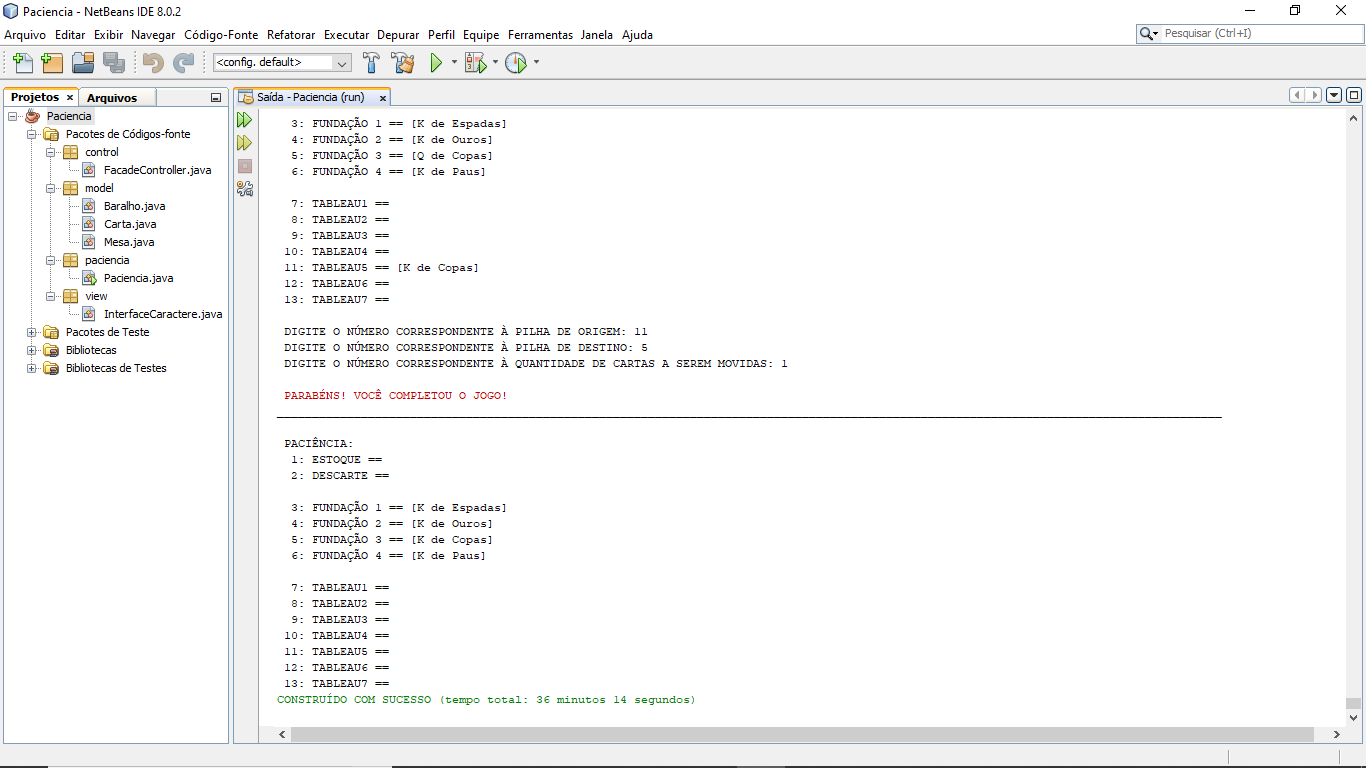 Paciencia - NetBeans IDE 8.0.2
Arquivo Editar Exibir Navegar Código-Fonte Refatorar Executar Depurar Perfil Equipe Ferramentas Janela Ajuda
Pesquisar (Ctrl+I)
<config. default>
Projetos × Arquivos
Saída - Paciencia (run) ×
Paciencia
Pacotes de Códigos-fonte
control
FacadeController.java
model
Baralho.java
Carta.java
Mesa.java
paciencia
Paciencia.java
view
InterfaceCaractere.java
Pacotes de Teste
Bibliotecas
Bibliotecas de Testes
3: FUNDAÇÃO 1 == [K de Espadas]
4: FUNDAÇÃO 2 == [K de Ouros]
5: FUNDAÇÃO 3 == [Q de Copas]
6: FUNDAÇÃO 4 == [K de Paus]
7: TABLEAU1 ==
8: TABLEAU2 ==
9: TABLEAU3 ==
10: TABLEAU4 ==
11: TABLEAU5 == [K de Copas]
12: TABLEAU6 ==
13: TABLEAU7 ==
DIGITE O NÚMERO CORRESPONDENTE À PILHA DE ORIGEM: 11
DIGITE O NÚMERO CORRESPONDENTE À PILHA DE DESTINO: 5
DIGITE O NÚMERO CORRESPONDENTE À QUANTIDADE DE CARTAS A SEREM MOVIDAS: 1
PARABÉNS! VOCÊ COMPLETOU O JOGO!
PACIÊNCIA:
1: ESTOQUE ==
2: DESCARTE ==
3: FUNDAÇÃO 1 == [K de Espadas]
4: FUNDAÇÃO 2 == [K de Ouros]
5: FUNDAÇÃO 3 == [K de Copas]
6: FUNDAÇÃO 4 == [K de Paus]
7: TABLEAU1 ==
8: TABLEAU2 ==
9: TABLEAU3 ==
10: TABLEAU4 ==
11: TABLEAU5 ==
12: TABLEAU6 ==
13: TABLEAU7 ==
CONSTRUÍDO COM SUCESSO (tempo total: 36 minutos 14 segundos)